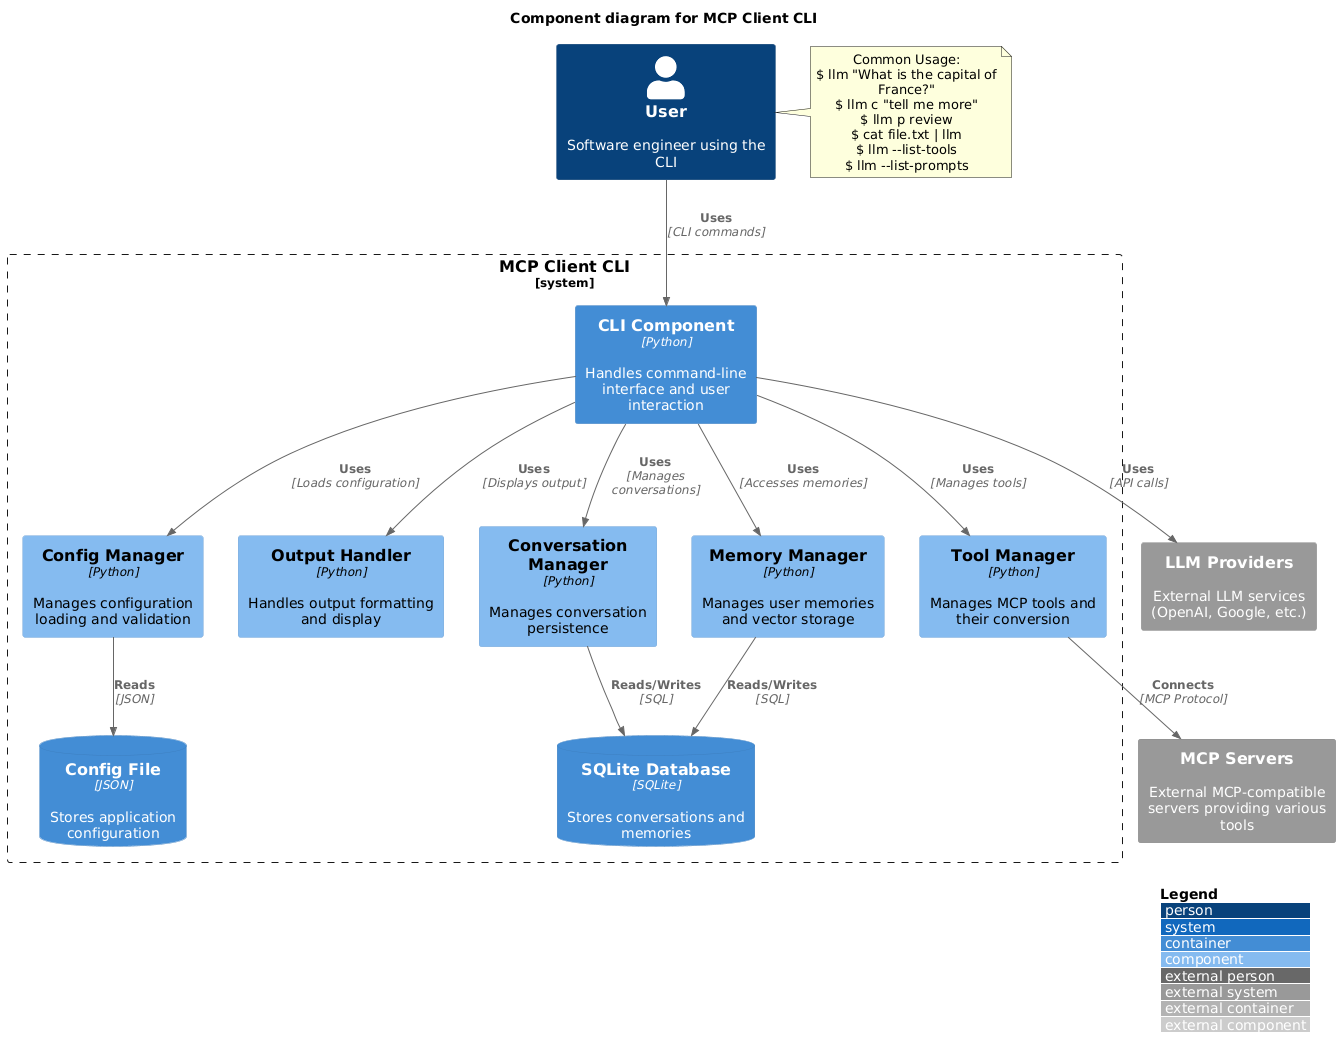 Component diagram for MCP Client CLI
User
Software engineer using the
CLI
Common Usage:
$ llm "What is the capital of
France?"
$ llm c "tell me more"
$ llm p review
$ cat file.txt | llm
$ llm --list-tools
$ llm --list-prompts
Uses
[CLI commands]
MCP Client CLI
[system]
CLI Component
[Python]
Handles command-line
interface and user
interaction
Uses
[Loads configuration]
Uses
[Displays output]
Uses
[Manages
conversations]
Uses
[Accesses memories]
Uses
[Manages tools]
Uses
[API calls]
Config Manager
[Python]
Manages configuration
loading and validation
Output Handler
[Python]
Handles output formatting
and display
Conversation
Manager
[Python]
Manages conversation
persistence
Memory Manager
[Python]
Manages user memories
and vector storage
Tool Manager
[Python]
Manages MCP tools and
their conversion
LLM Providers
External LLM services
(OpenAI, Google, etc.)
Reads
[JSON]
Reads/Writes
[SQL]
Reads/Writes
[SQL]
Connects
[MCP Protocol]
Config File
[JSON]
Stores application
configuration
SQLite Database
[SQLite]
Stores conversations and
memories
MCP Servers
External MCP-compatible
servers providing various
tools
Legend
person
system
container
component
external person
external system
external container
external component